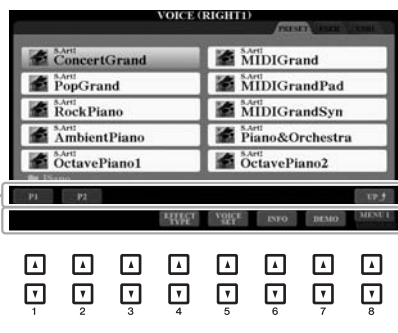 VOICE (RIGHT1)
PRESET USER USB1
S.Art!
ConcertGrand
S.Art!
MIDIGrand
S.Art!
PopGrand
S.Art!
MIDIGrandPad
S.Art!
RockPiano
S.Art!
MIDIGrandSyn
S.Art!
AmbientPiano
S.Art!
Piano&Orchestra
S.Art!
OctavePiano1
S.Art!
OctavePiano2
Piano
P1 P2 UP
EFFECT TYPE
VOICE SET
INFO DEMO MENU 1
1 2 3 4 5 6 7 8